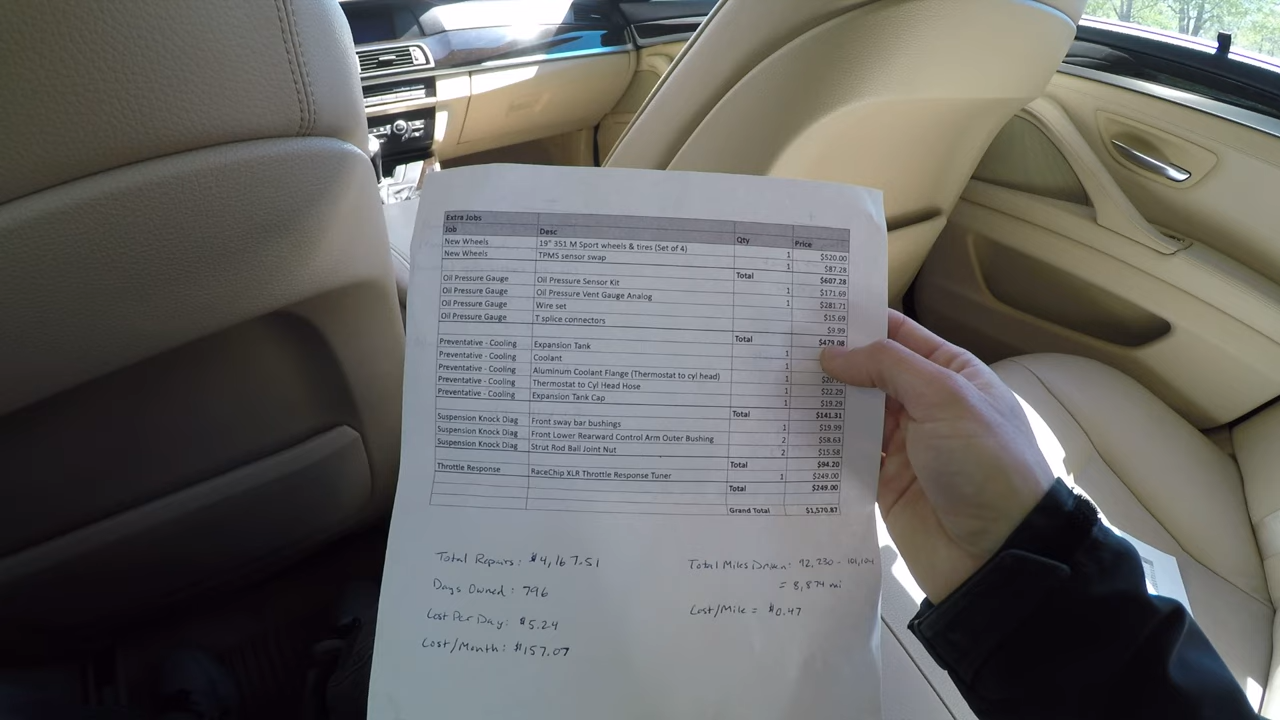 Extra Jobs
Job Desc Qty Price
New Wheels 19" 351 M Sport wheels & tires (Set of 4) 1 $520.00
New Wheels TPMS sensor swap 1 $87.28
Total $607.28
Oil Pressure Gauge Oil Pressure Sensor Kit 1 $171.69
Oil Pressure Gauge Oil Pressure Vent Gauge Analog 1 $281.71
Oil Pressure Gauge Wire set $15.69
Oil Pressure Gauge T splice connectors $9.99
Total $479.08
Preventative - Cooling Expansion Tank 1
Preventative - Cooling Coolant 1
Preventative - Cooling Aluminum Coolant Flange (Thermostat to cyl head) 1
Preventative - Cooling Thermostat to Cyl Head Hose 1 $22.29
Preventative - Cooling Expansion Tank Cap 1 $19.29
Total $141.31
Suspension Knock Diag Front sway bar bushings 1 $19.99
Suspension Knock Diag Front Lower Rearward Control Arm Outer Bushing 2 $58.63
Suspension Knock Diag Strut Rod Ball Joint Nut 2 $15.58
Total $94.20
Throttle Response RaceChip XLR Throttle Response Tuner 1 $249.00
Total $249.00
Grand Total $1,570.87
Total Repairs: $4,167.51
Days Owned: 796
Cost Per Day: $5.24
Cost/Month: $157.07
Total Miles Driven: 92,230 - 101,104
= 8,874 mi
Cost/Mile = $0.47